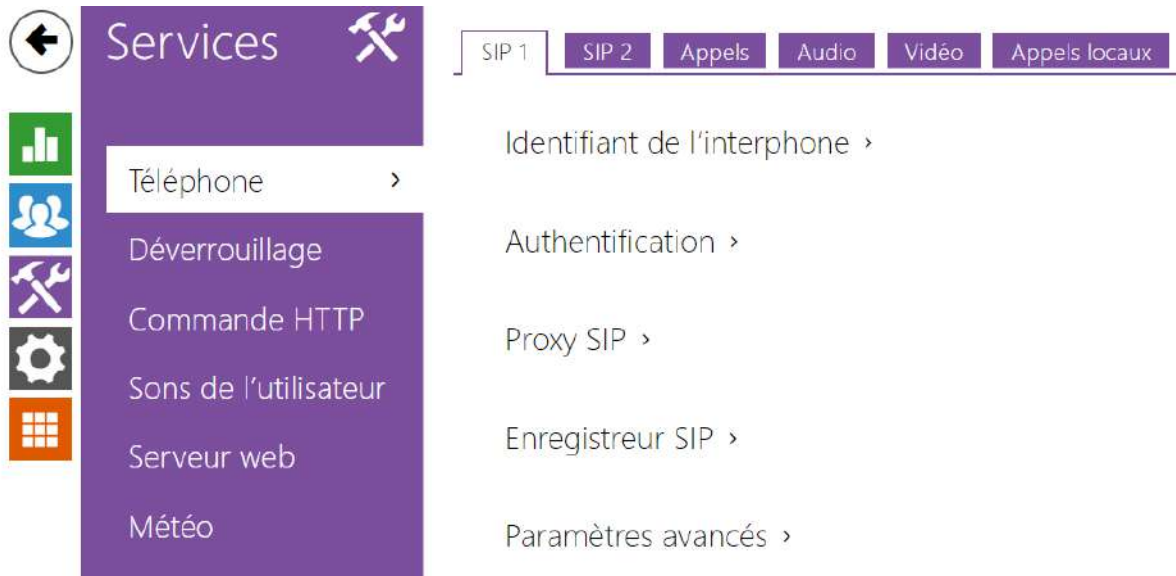 Services
Téléphone
Déverrouillage
Commande HTTP
Sons de l'utilisateur
Serveur web
Météo
SIP 1 SIP 2 Appels Audio Vidéo Appels locaux
Identifiant de l'interphone
Authentification
Proxy SIP
Enregistreur SIP
Paramètres avancés